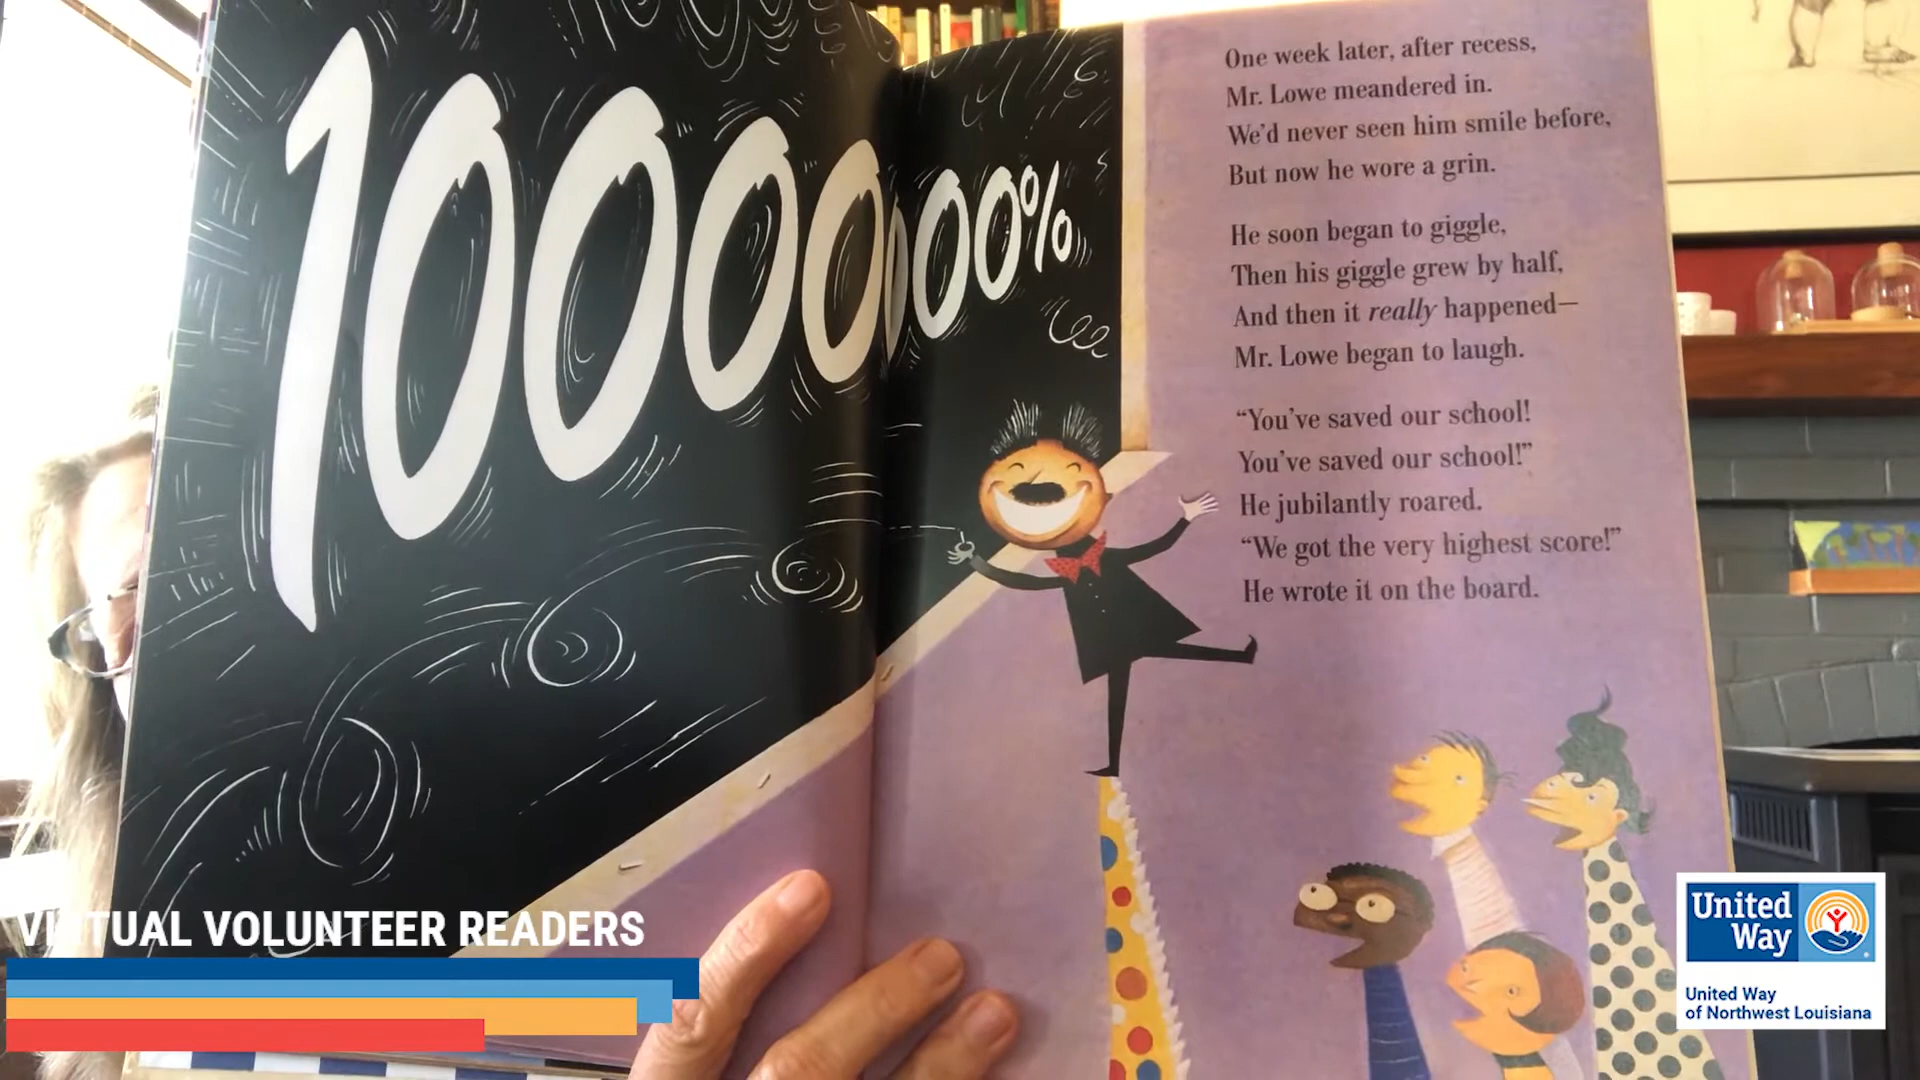 10000000%
One week later, after recess,
Mr. Lowe meandered in.
We'd never seen him smile before,
But now he wore a grin.
He soon began to giggle,
Then his giggle grew by half,
And then it really happened—
Mr. Lowe began to laugh.
“You've saved our school!
You've saved our school!”
He jubilantly roared.
“We got the very highest score!”
He wrote it on the board.
VIRTUAL VOLUNTEER READERS
United
Way
United Way
of Northwest Louisiana